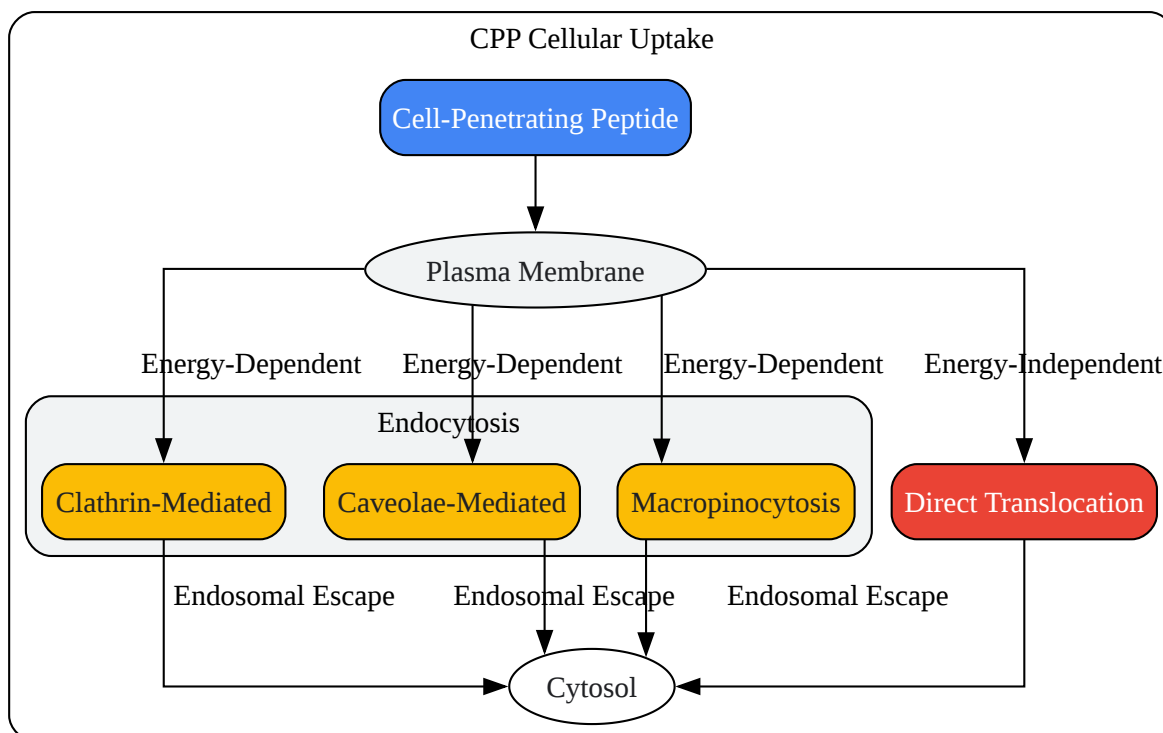 CPP Cellular Uptake
Cell-Penetrating Peptide
Plasma Membrane
Energy-Dependent
Energy-Dependent
Energy-Dependent
Energy-Independent
Endocytosis
Clathrin-Mediated
Caveolae-Mediated
Macropinocytosis
Direct Translocation
Endosomal Escape
Endosomal Escape
Endosomal Escape
Cytosol